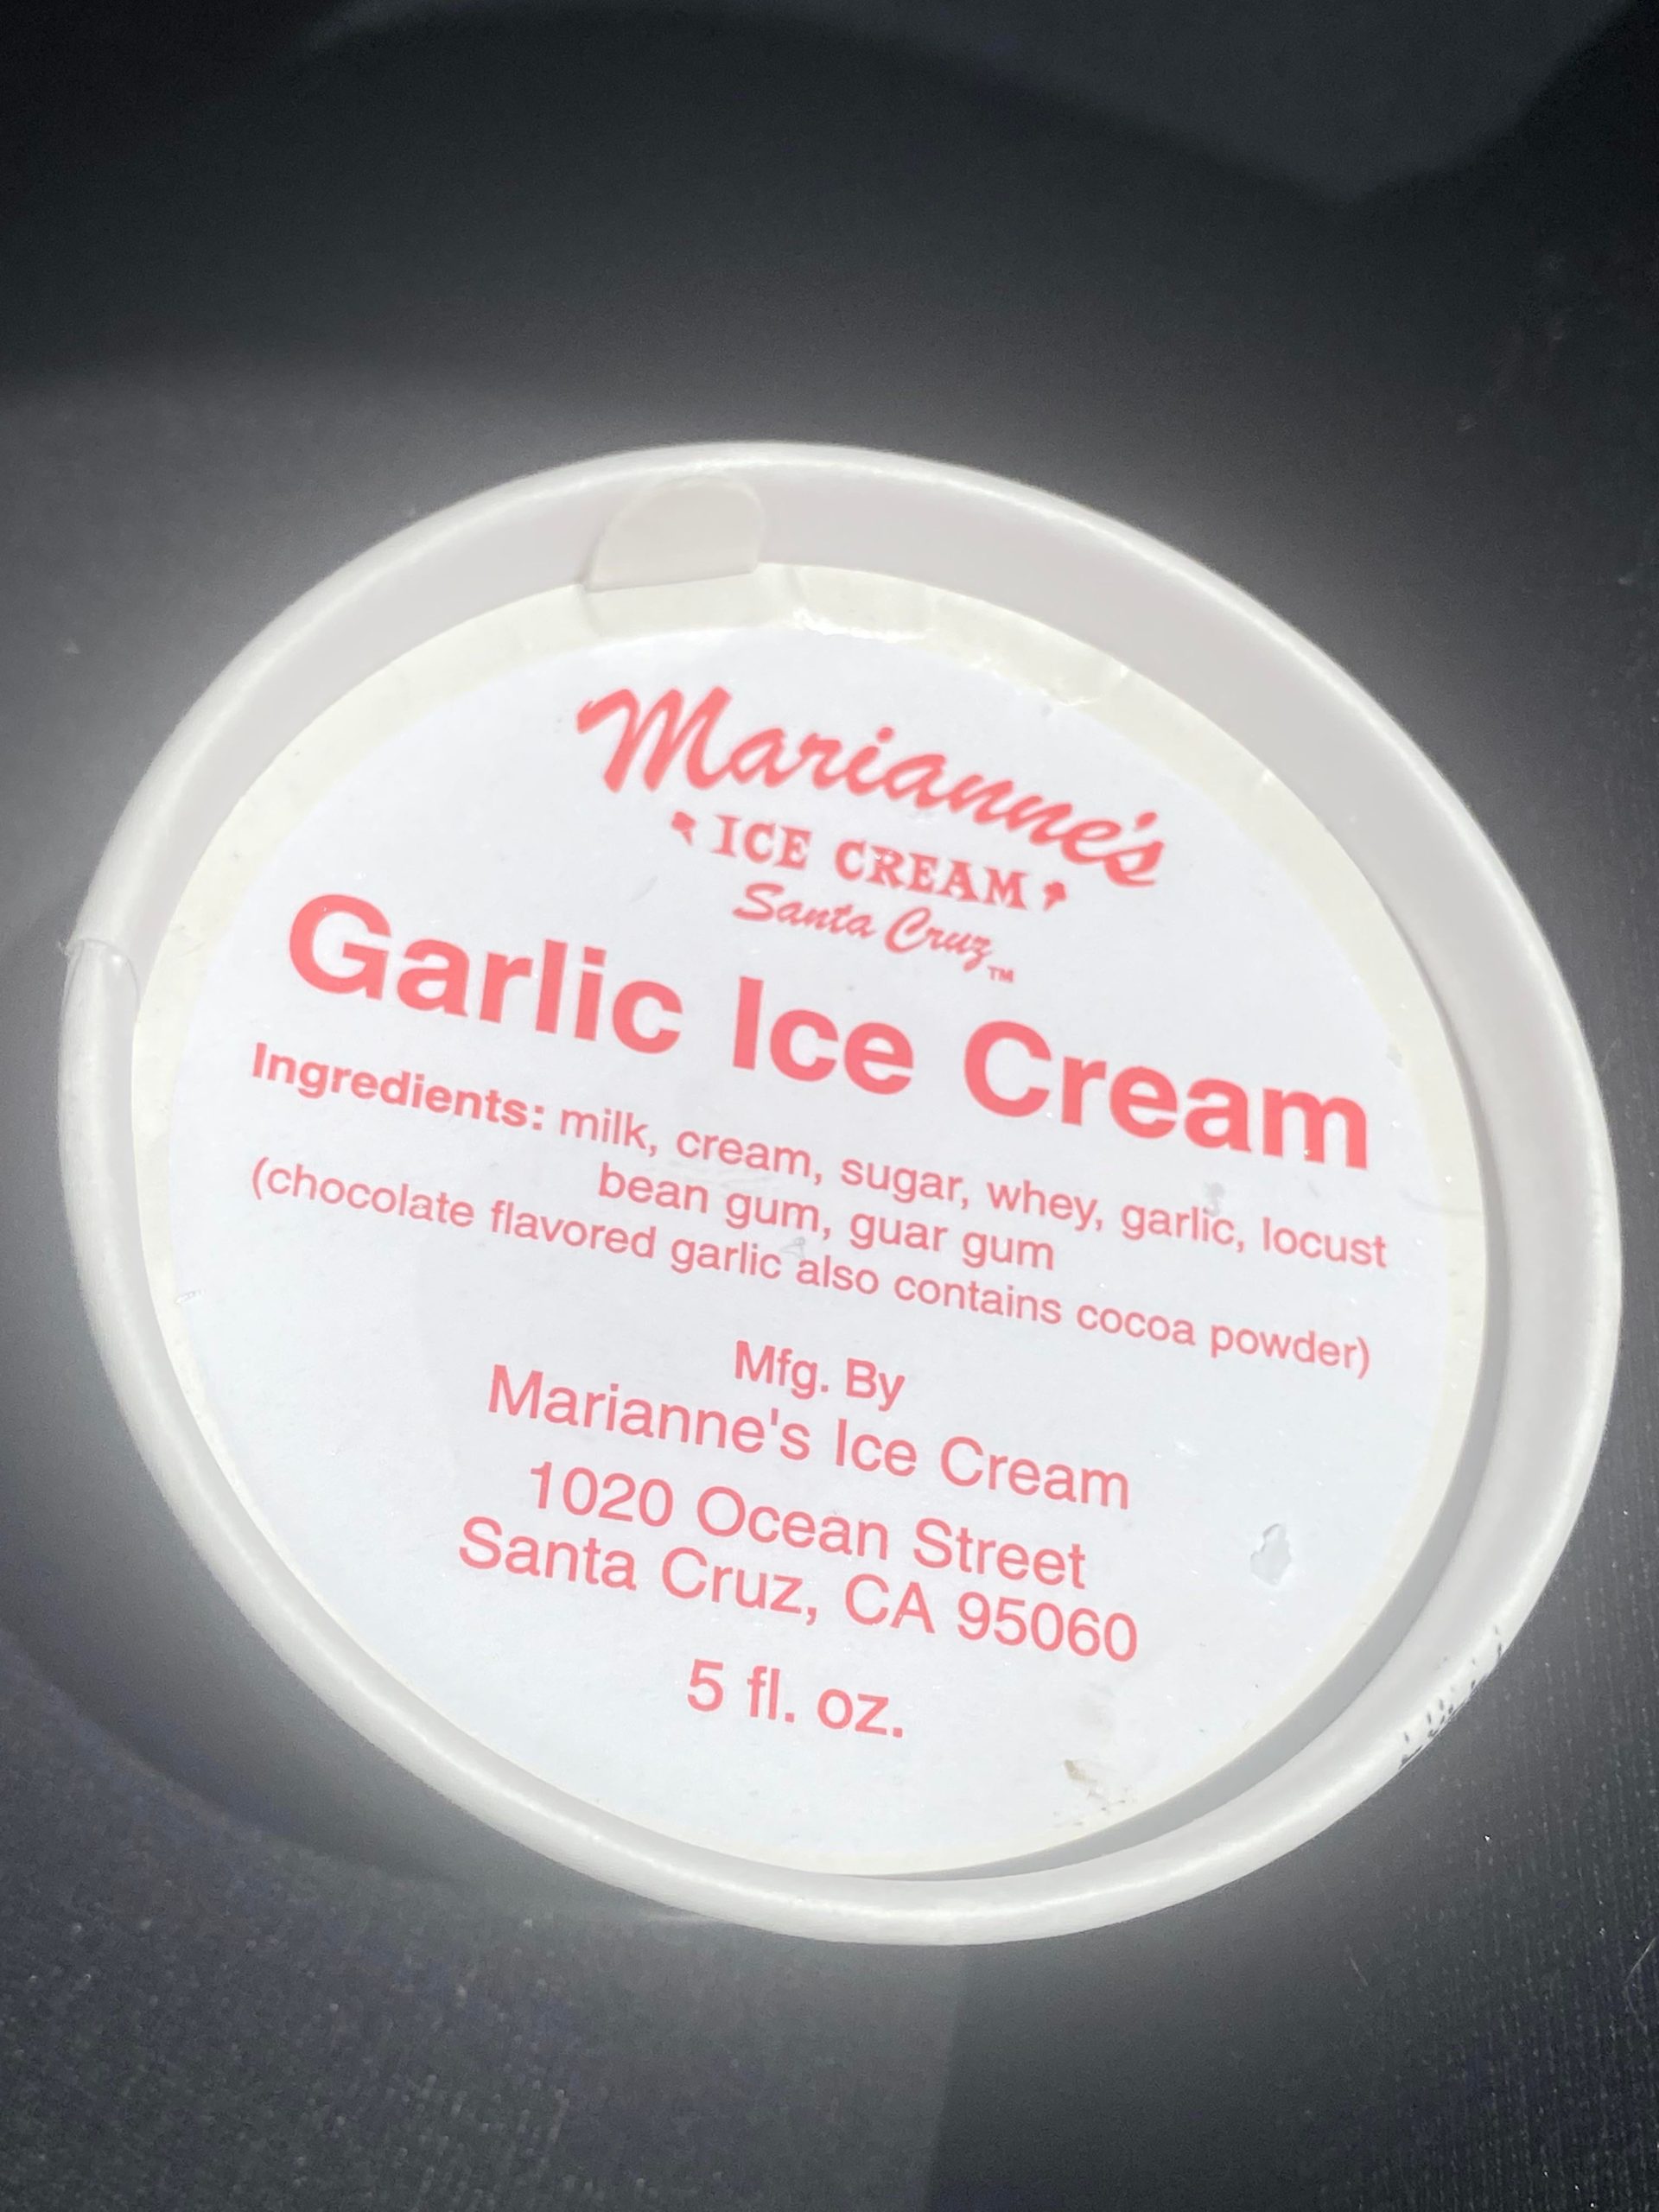 Marianne's
ICE CREAM
Santa Cruz™
Garlic Ice Cream
Ingredients: milk, cream, sugar, whey, garlic, locust
bean gum, guar gum
(chocolate flavored garlic also contains cocoa powder)
Mfg. By
Marianne's Ice Cream
1020 Ocean Street
Santa Cruz, CA 95060
5 fl. oz.